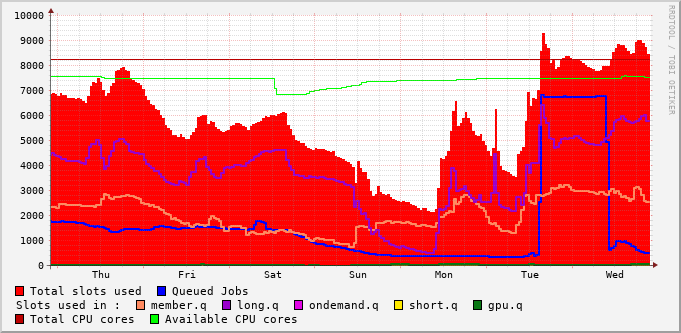 10000
9000
8000
7000
6000
5000
4000
3000
2000
1000
0
Thu Fri Sat Sun Mon Tue Wed
RRDTOOL / TOBI OETIKER
Total slots used Queued Jobs
Slots used in : member.q long.q ondemand.q short.q gpu.q
Total CPU cores Available CPU cores